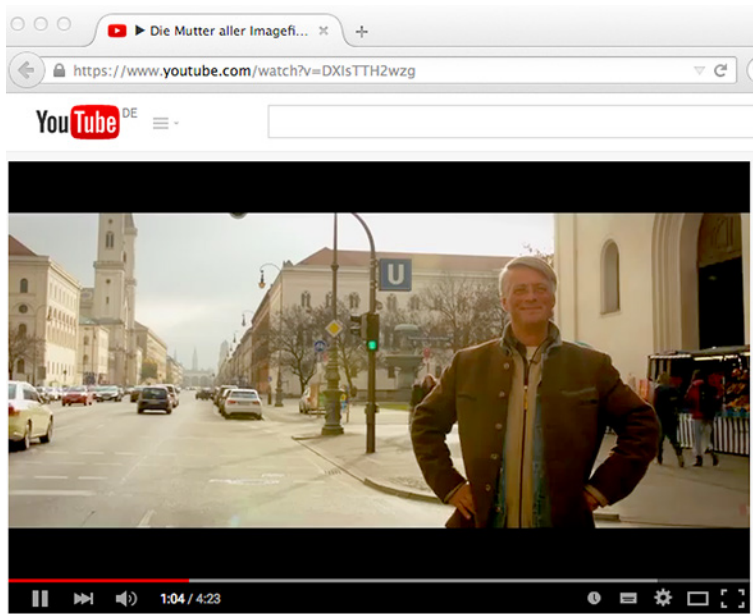 ▶ Die Mutter aller Imagefi...
https://www.youtube.com/watch?v=DXIsTTH2wzg
YouTube DE
U
1:04 / 4:23